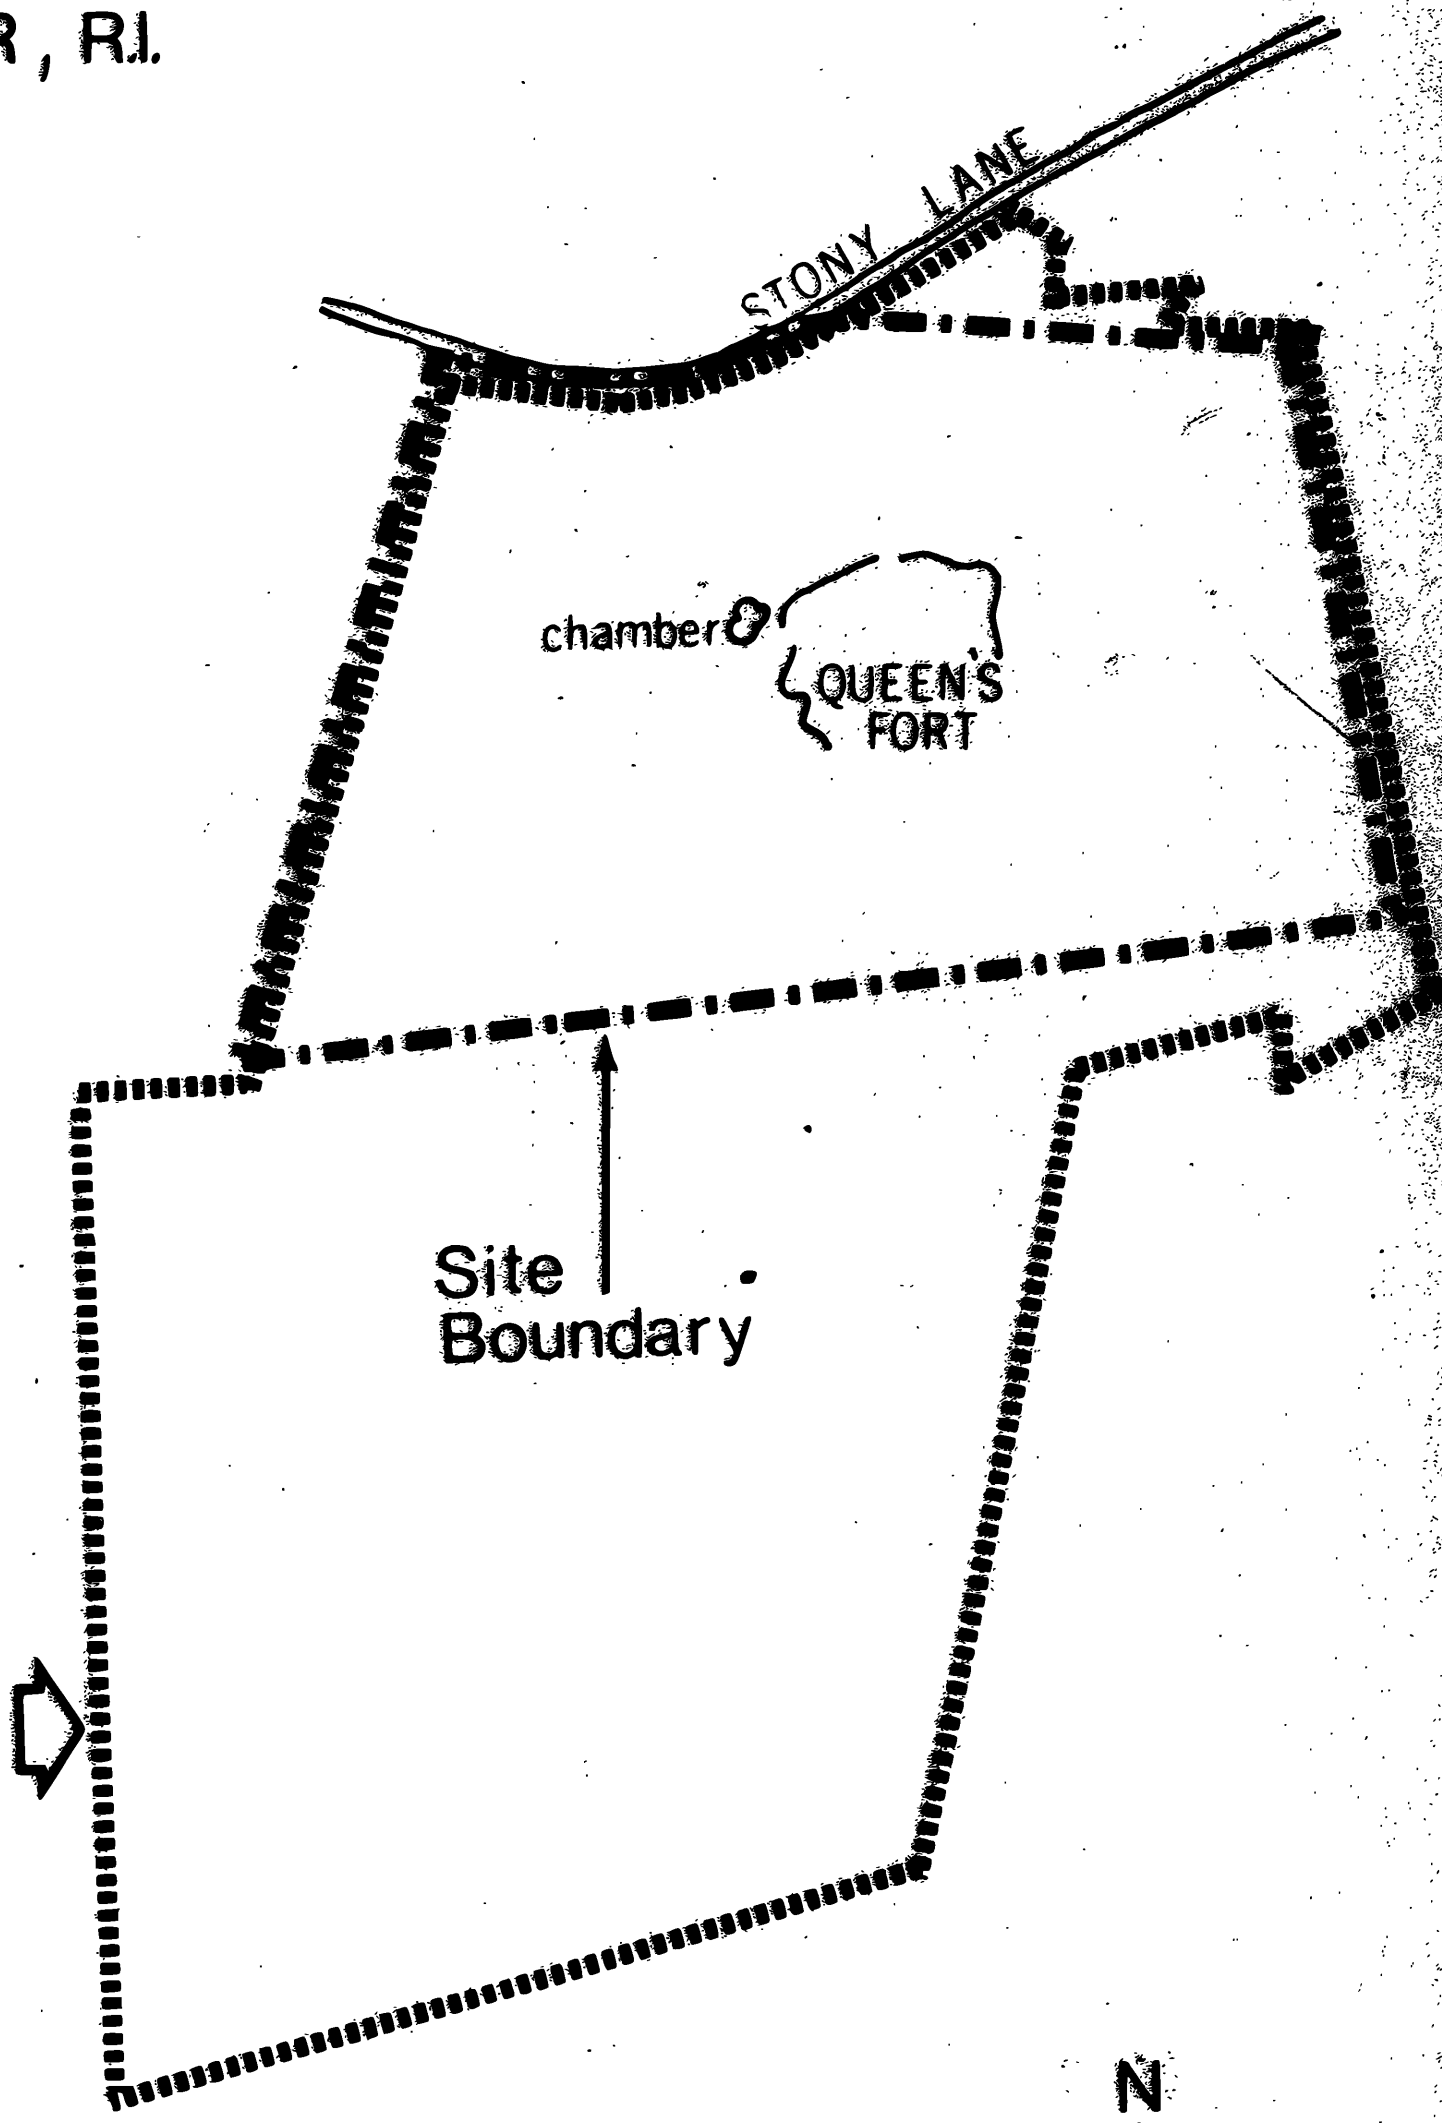 R, R.I.
STONY LANE
chamber
QUEEN'S
FORT
Site
Boundary
N